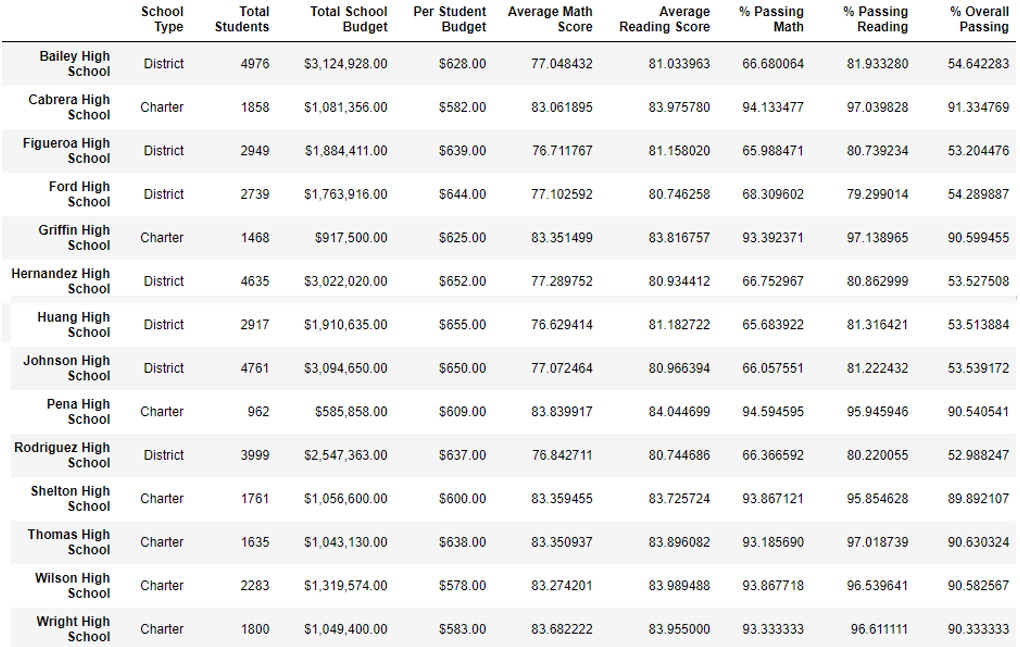 School Type Total Students Total School Budget Per Student Budget Average Math Score Average Reading Score % Passing Math % Passing Reading % Overall Passing
Bailey High School District 4976 $3,124,928.00 $628.00 77.048432 81.033963 66.680064 81.933280 54.642283
Cabrera High School Charter 1858 $1,081,356.00 $582.00 83.061895 83.975780 94.133477 97.039828 91.334769
Figueroa High School District 2949 $1,884,411.00 $639.00 76.711767 81.158020 65.988471 80.739234 53.204476
Ford High School District 2739 $1,763,916.00 $644.00 77.102592 80.746258 68.309602 79.299014 54.289887
Griffin High School Charter 1468 $917,500.00 $625.00 83.351499 83.816757 93.392371 97.138965 90.599455
Hernandez High School District 4635 $3,022,020.00 $652.00 77.289752 80.934412 66.752967 80.862999 53.527508
Huang High School District 2917 $1,910,635.00 $655.00 76.629414 81.182722 65.683922 81.316421 53.513884
Johnson High School District 4761 $3,094,650.00 $650.00 77.072464 80.966394 66.057551 81.222432 53.539172
Pena High School Charter 962 $585,858.00 $609.00 83.839917 84.044699 94.594595 95.945946 90.540541
Rodriguez High School District 3999 $2,547,363.00 $637.00 76.842711 80.744686 66.366592 80.220055 52.988247
Shelton High School Charter 1761 $1,056,600.00 $600.00 83.359455 83.725724 93.867121 95.854628 89.892107
Thomas High School Charter 1635 $1,043,130.00 $638.00 83.350937 83.896082 93.185690 97.018739 90.630324
Wilson High School Charter 2283 $1,319,574.00 $578.00 83.274201 83.989488 93.867718 96.539641 90.582567
Wright High School Charter 1800 $1,049,400.00 $583.00 83.682222 83.955000 93.333333 96.611111 90.333333